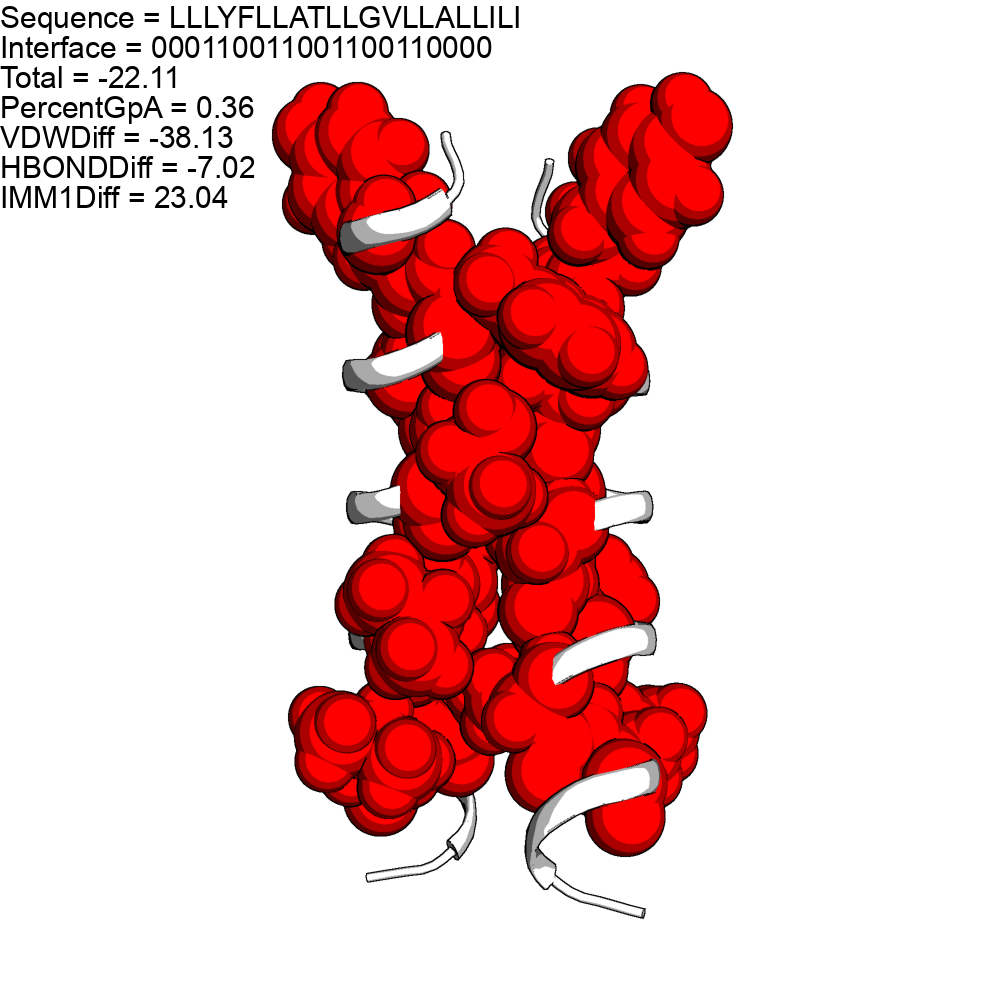 Sequence = LLLYFLLATLLGVLLALLILI
Interface = 000110011001100110000
Total = -22.11
PercentGpA = 0.36
VDWDiff = -38.13
HBONDDiff = -7.02
IMM1Diff = 23.04